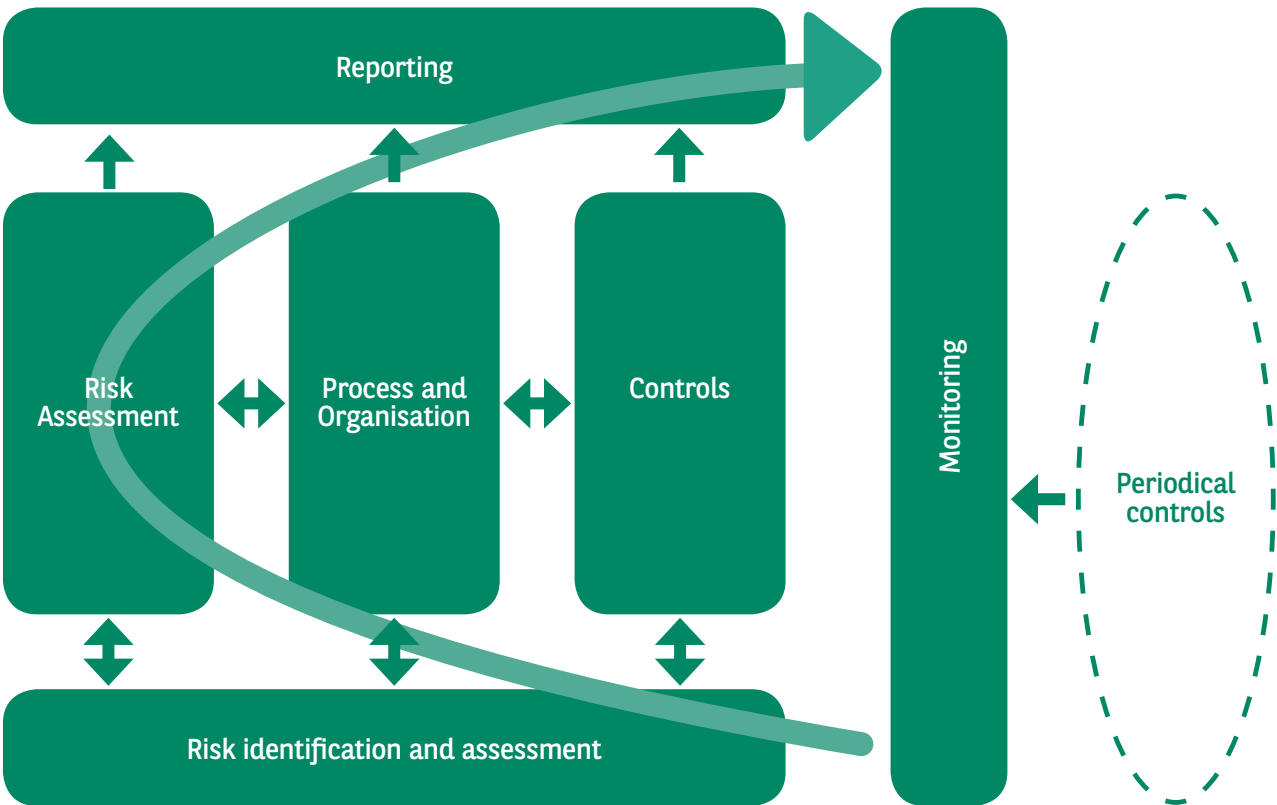 Reporting
Risk
Assessment
Process and
Organisation
Controls
Monitoring
Periodical
controls
Risk identification and assessment